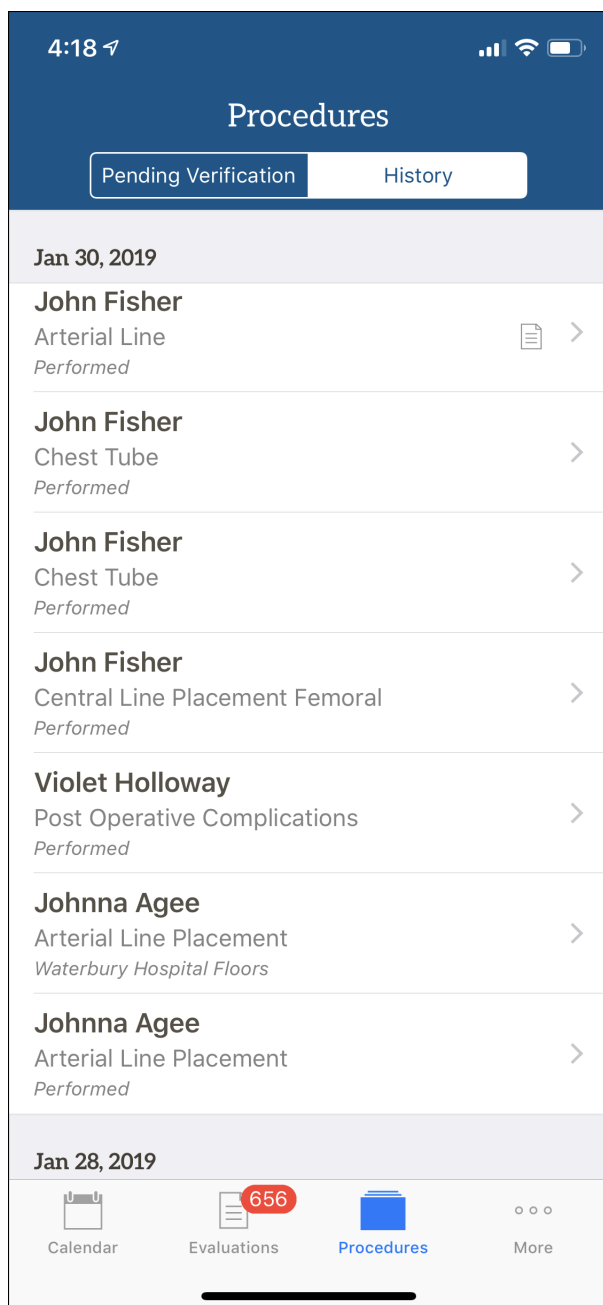 4:18
Procedures
Pending Verification
History
Jan 30, 2019
John Fisher
Arterial Line
Performed
John Fisher
Chest Tube
Performed
John Fisher
Chest Tube
Performed
John Fisher
Central Line Placement Femoral
Performed
Violet Holloway
Post Operative Complications
Performed
Johnna Agee
Arterial Line Placement
Waterbury Hospital Floors
Johnna Agee
Arterial Line Placement
Performed
Jan 28, 2019
656
Calendar
Evaluations
Procedures
More